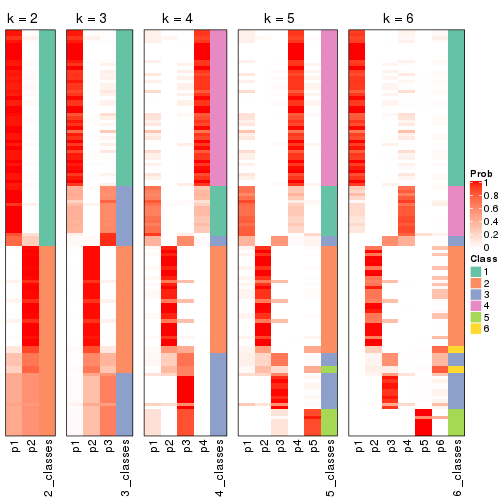 k = 2
k = 3
k = 4
k = 5
k = 6
p1
p2
2_classes
p1
p2
p3
3_classes
p1
p2
p3
p4
4_classes
p1
p2
p3
p4
p5
5_classes
p1
p2
p3
p4
p5
p6
6_classes
Prob
1
0.8
0.6
0.4
0.2
0
Class
1
2
3
4
5
6